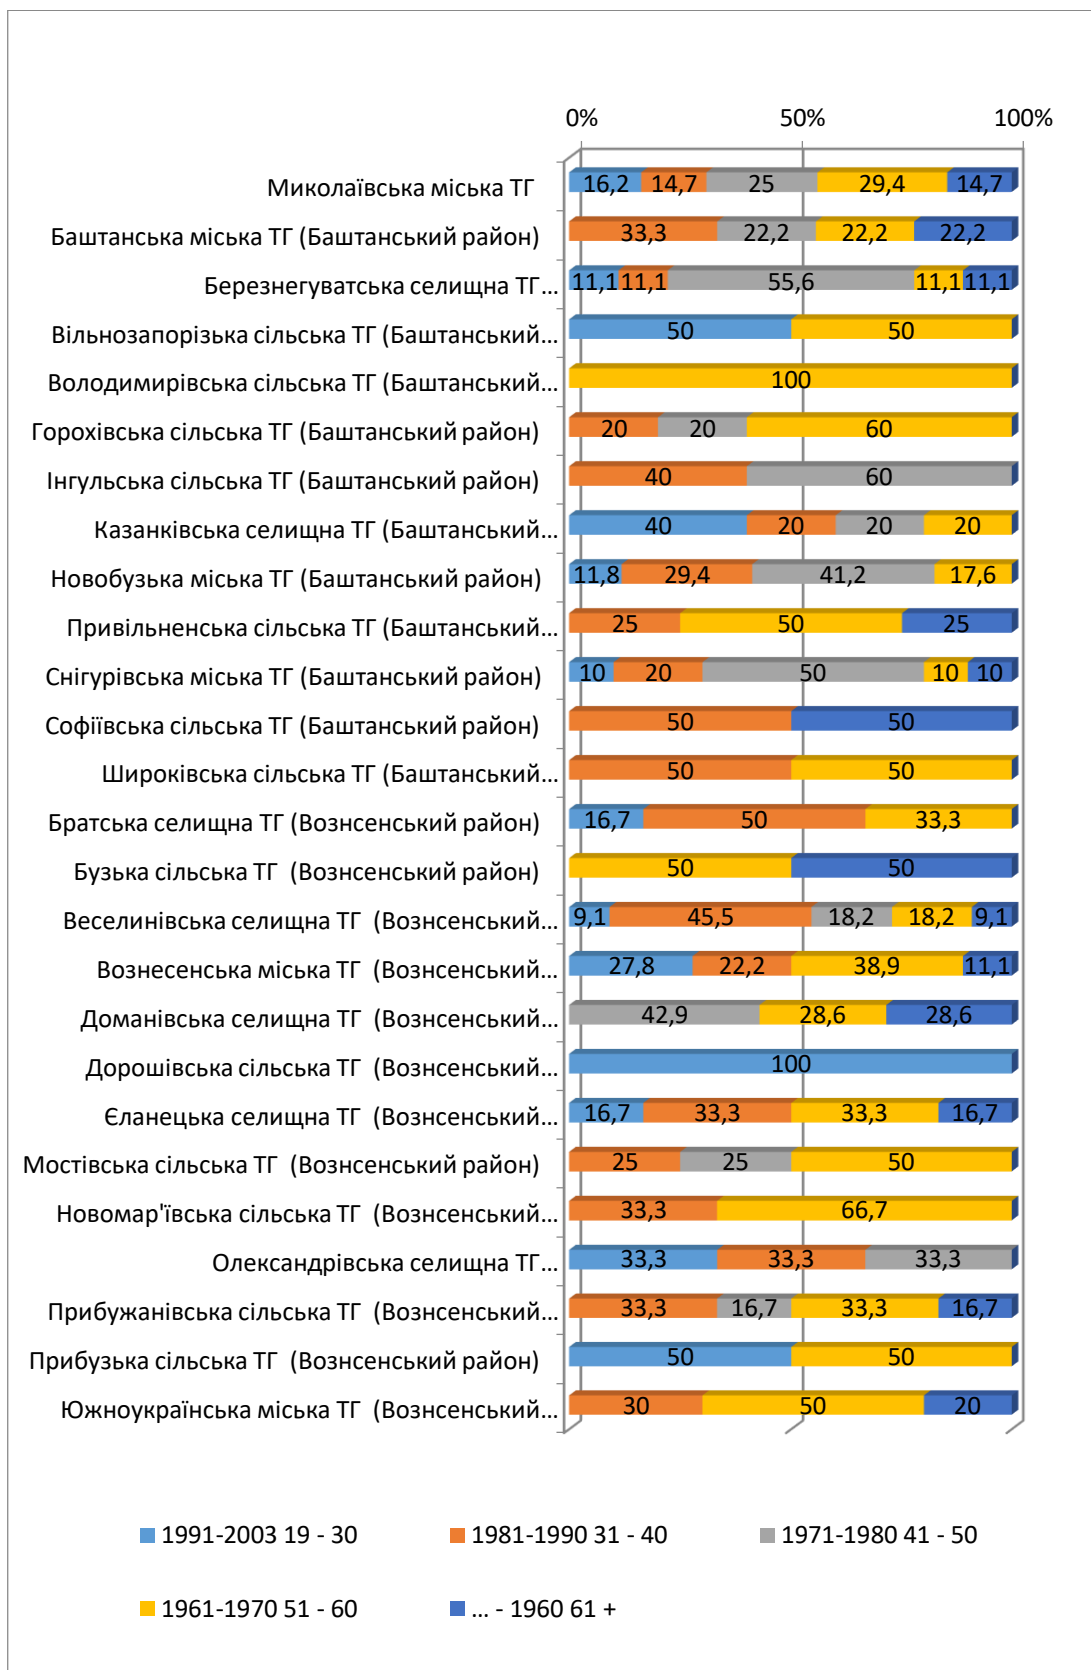 0% 50% 100%
Миколаївська міська ТГ 16,2 14,7 25 29,4 14,7
Баштанська міська ТГ (Баштанський район) 33,3 22,2 22,2 22,2
Березнегуватська селищна ТГ... 11,1 11,1 55,6 11,1 11,1
Вільнозапорізька сільська ТГ (Баштанський... 50 50
Володимирівська сільська ТГ (Баштанський... 100
Горохівська сільська ТГ (Баштанський район) 20 20 60
Інгульська сільська ТГ (Баштанський район) 40 60
Казанківська селищна ТГ (Баштанський... 40 20 20 20
Новобузька міська ТГ (Баштанський район) 11,8 29,4 41,2 17,6
Привільненська сільська ТГ (Баштанський... 25 50 25
Снігурівська міська ТГ (Баштанський район) 10 20 50 10 10
Софіївська сільська ТГ (Баштанський район) 50 50
Широківська сільська ТГ (Баштанський... 50 50
Братська селищна ТГ (Вознсенський район) 16,7 50 33,3
Бузька сільська ТГ (Вознсенський район) 50 50
Веселинівська селищна ТГ (Вознсенський... 9,1 45,5 18,2 18,2 9,1
Вознесенська міська ТГ (Вознсенський... 27,8 22,2 38,9 11,1
Доманівська селищна ТГ (Вознсенський... 42,9 28,6 28,6
Дорошівська сільська ТГ (Вознсенський... 100
Єланецька селищна ТГ (Вознсенський... 16,7 33,3 33,3 16,7
Мостівська сільська ТГ (Вознсенський район) 25 25 50
Новомар'ївська сільська ТГ (Вознсенський... 33,3 66,7
Олександрівська селищна ТГ... 33,3 33,3 33,3
Прибужанівська сільська ТГ (Вознсенський... 33,3 16,7 33,3 16,7
Прибузька сільська ТГ (Вознсенський район) 50 50
Южноукраїнська міська ТГ (Вознсенський... 30 50 20
1991-2003 19 - 30 1981-1990 31 - 40 1971-1980 41 - 50
1961-1970 51 - 60 ... - 1960 61 +